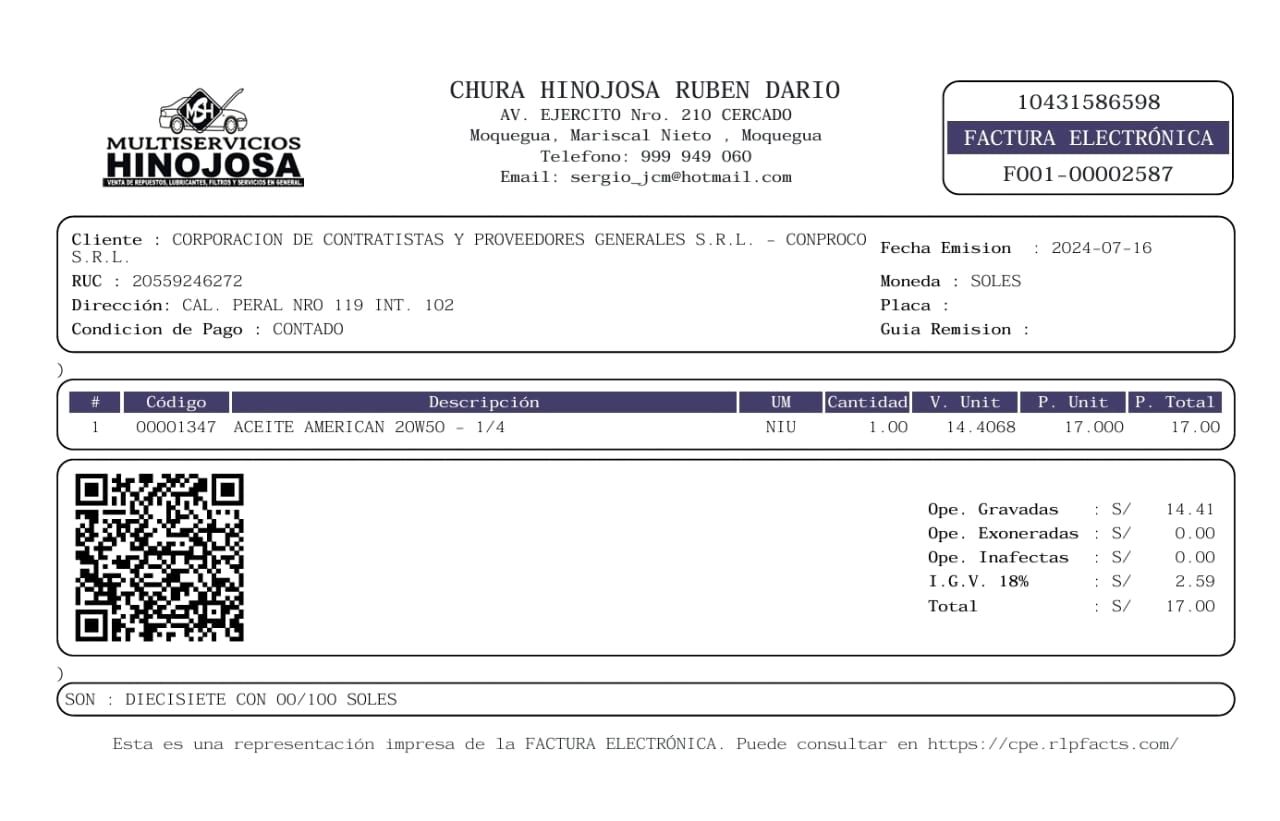 MSH
MULTISERVICIOS
HINOJOSA
VENTA DE REPUESTOS, LUBRICANTES, FILTROS Y SERVICIOS EN GENERAL.
CHURA HINOJOSA RUBEN DARIO
AV. EJERCITO Nro. 210 CERCADO
Moquegua, Mariscal Nieto , Moquegua
Telefono: 999 949 060
Email: sergio_jcm@hotmail.com
10431586598
FACTURA ELECTRÓNICA
F001-00002587
Cliente : CORPORACION DE CONTRATISTAS Y PROVEEDORES GENERALES S.R.L. - CONPROCO
S.R.L.
RUC : 20559246272
Dirección: CAL. PERAL NRO 119 INT. 102
Condicion de Pago : CONTADO
Fecha Emision : 2024-07-16
Moneda : SOLES
Placa :
Guia Remision :
)
# Código Descripción UM Cantidad V. Unit P. Unit P. Total
1 00001347 ACEITE AMERICAN 20W50 - 1/4 NIU 1.00 14.4068 17.000 17.00
Ope. Gravadas : S/ 14.41
Ope. Exoneradas : S/ 0.00
Ope. Inafectas : S/ 0.00
I.G.V. 18% : S/ 2.59
Total : S/ 17.00
)
SON : DIECISIETE CON 00/100 SOLES
Esta es una representación impresa de la FACTURA ELECTRÓNICA. Puede consultar en https://cpe.rlpfacts.com/